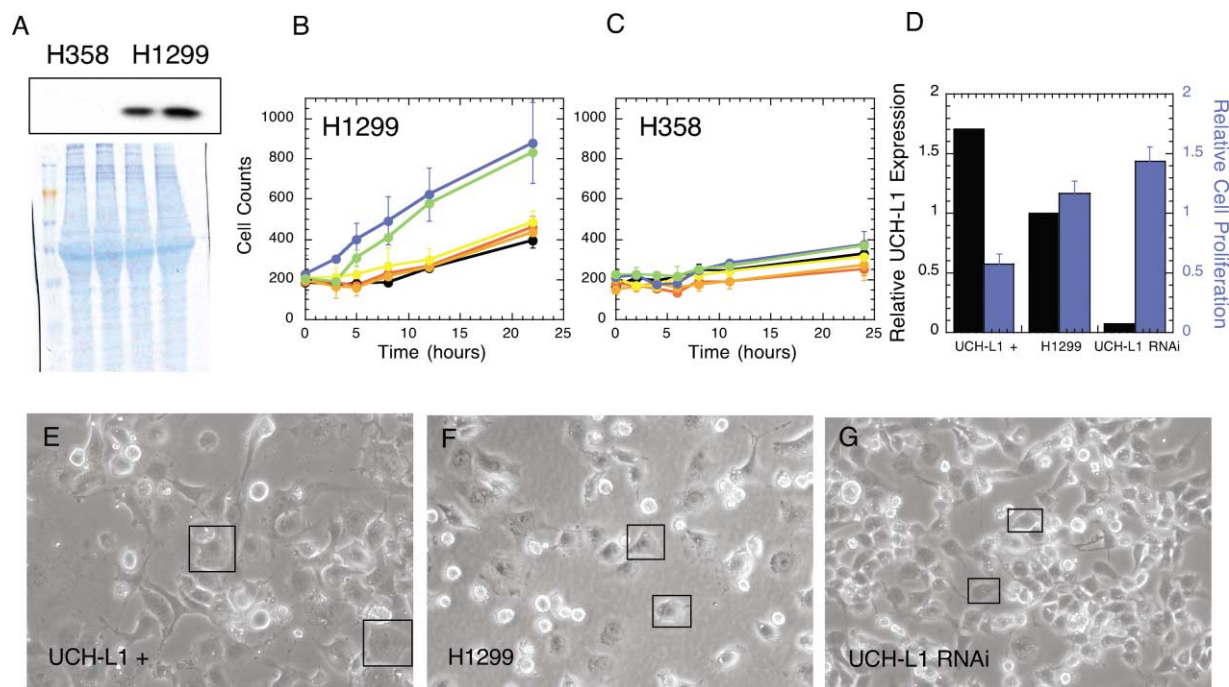 A
H358 H1299
B
H1299
Cell Counts
1000
800
600
400
200
0
0 5 10 15 20 25
Time (hours)
C
H358
1000
800
600
400
200
0
0 5 10 15 20 25
Time (hours)
D
Relative UCH-L1 Expression
2
1.5
1
0.5
0
2
1.5
1
0.5
0
Relative Cell Proliferation
UCH-L1 + H1299 UCH-L1 RNAi
E
UCH-L1 +
F
H1299
G
UCH-L1 RNAi